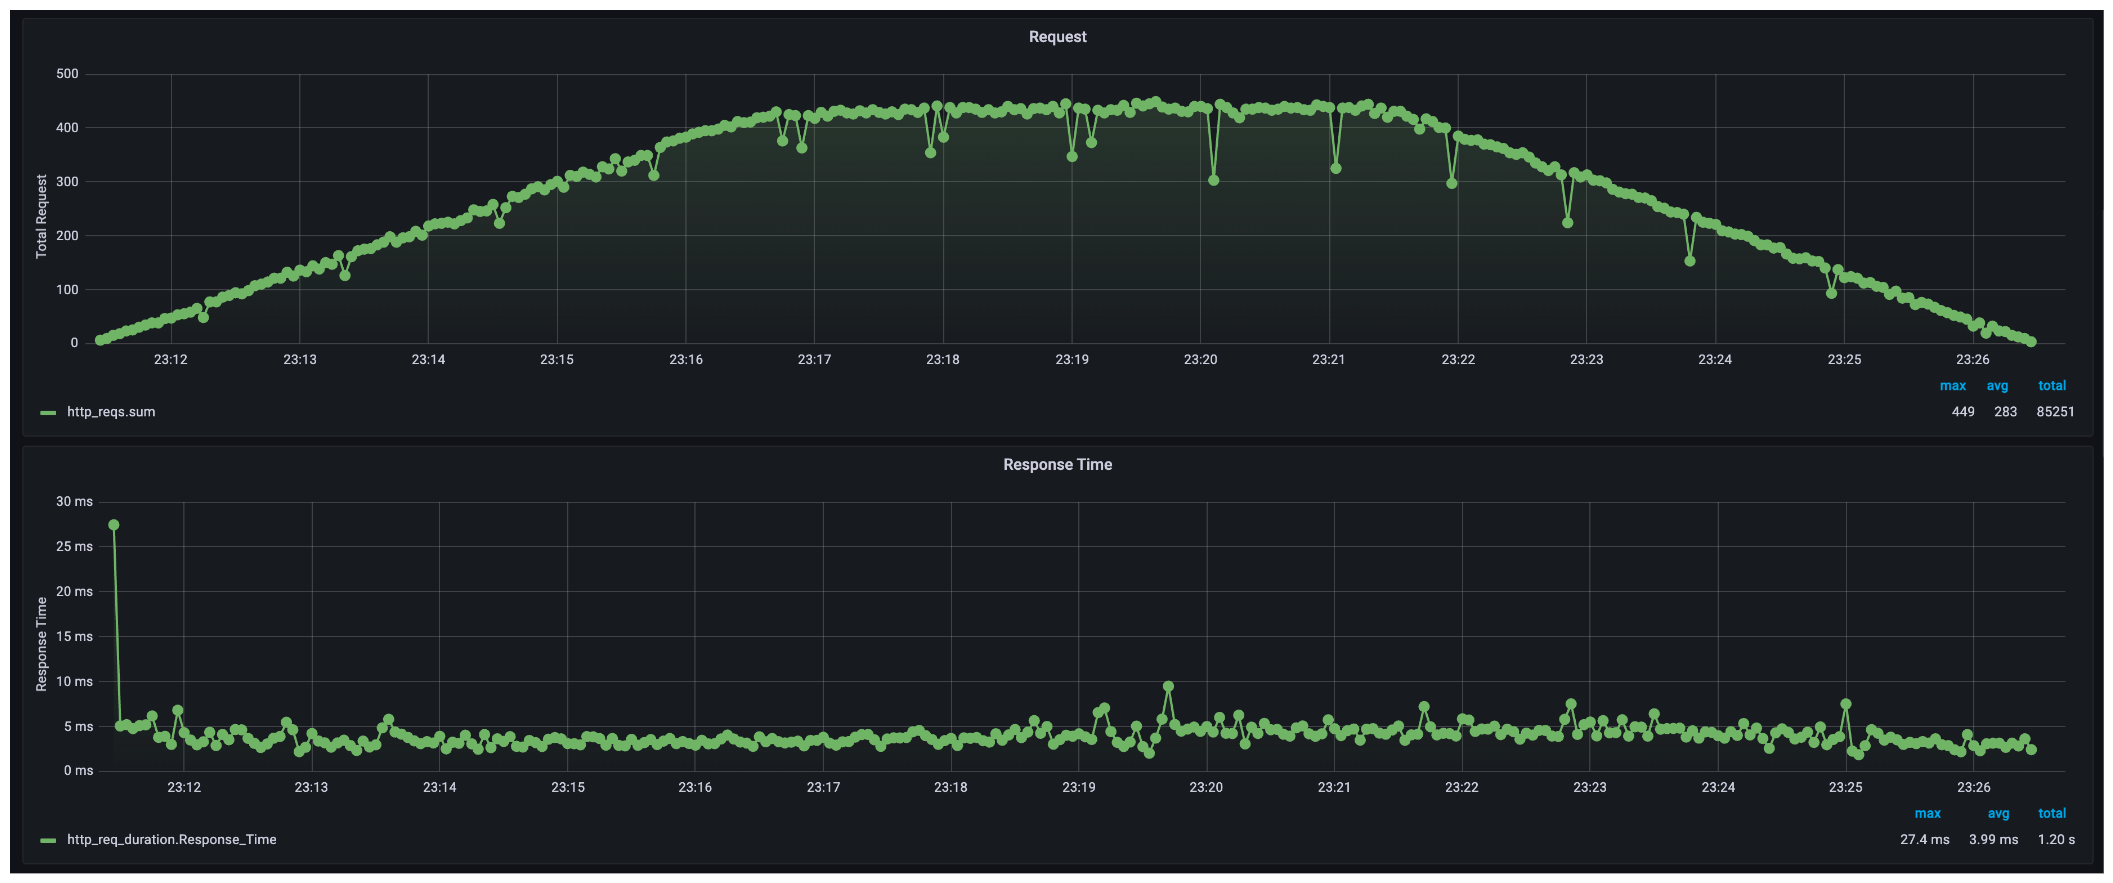 Request
500
400
300
200
100
0
Total Request
23:12 23:13 23:14 23:15 23:16 23:17 23:18 23:19 23:20 23:21 23:22 23:23 23:24 23:25 23:26
max avg total
http_reqs.sum 449 283 85251
Response Time
30 ms
25 ms
20 ms
15 ms
10 ms
5 ms
0 ms
Response Time
23:12 23:13 23:14 23:15 23:16 23:17 23:18 23:19 23:20 23:21 23:22 23:23 23:24 23:25 23:26
max avg total
http_req_duration.Response_Time 27.4 ms 3.99 ms 1.20 s